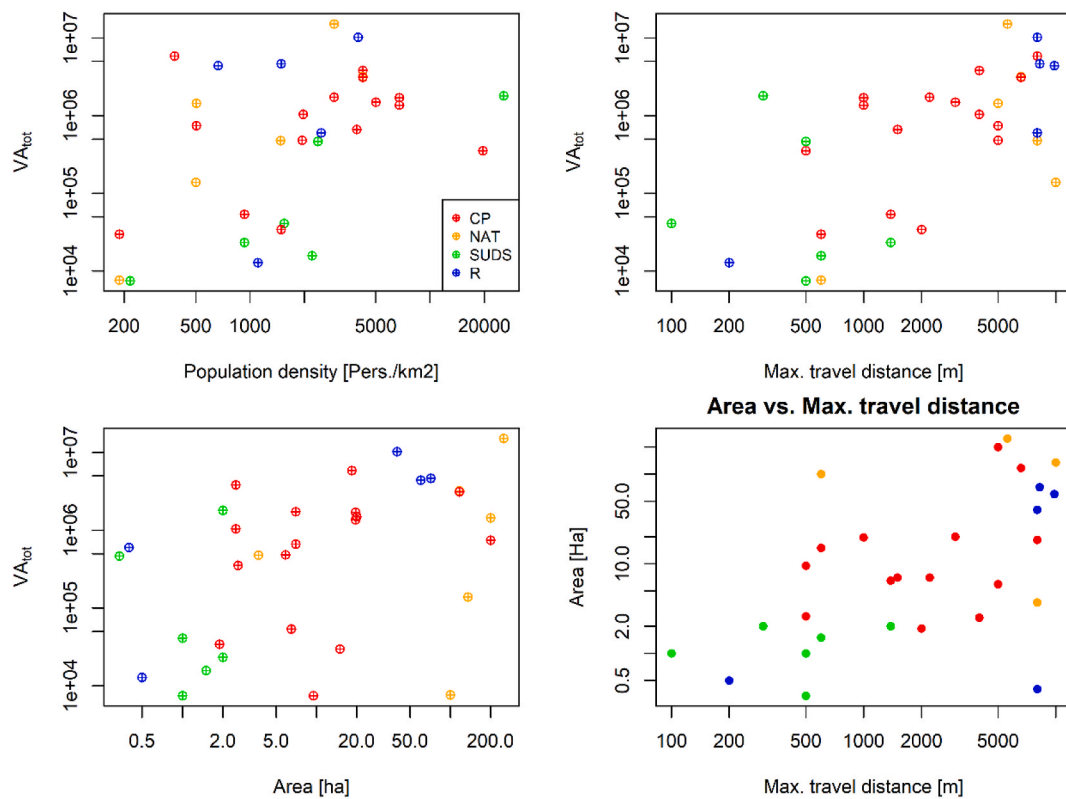 VAtot
1e+04
1e+05
1e+06
1e+07
200
500
1000
5000
20000
Population density [Pers./km2]
CP
NAT
SUDS
R
VAtot
1e+04
1e+05
1e+06
1e+07
100
200
500
1000
2000
5000
Max. travel distance [m]
VAtot
1e+04
1e+05
1e+06
1e+07
0.5
2.0
5.0
20.0
50.0
200.0
Area [ha]
Area vs. Max. travel distance
Area [Ha]
0.5
2.0
10.0
50.0
100
200
500
1000
2000
5000
Max. travel distance [m]